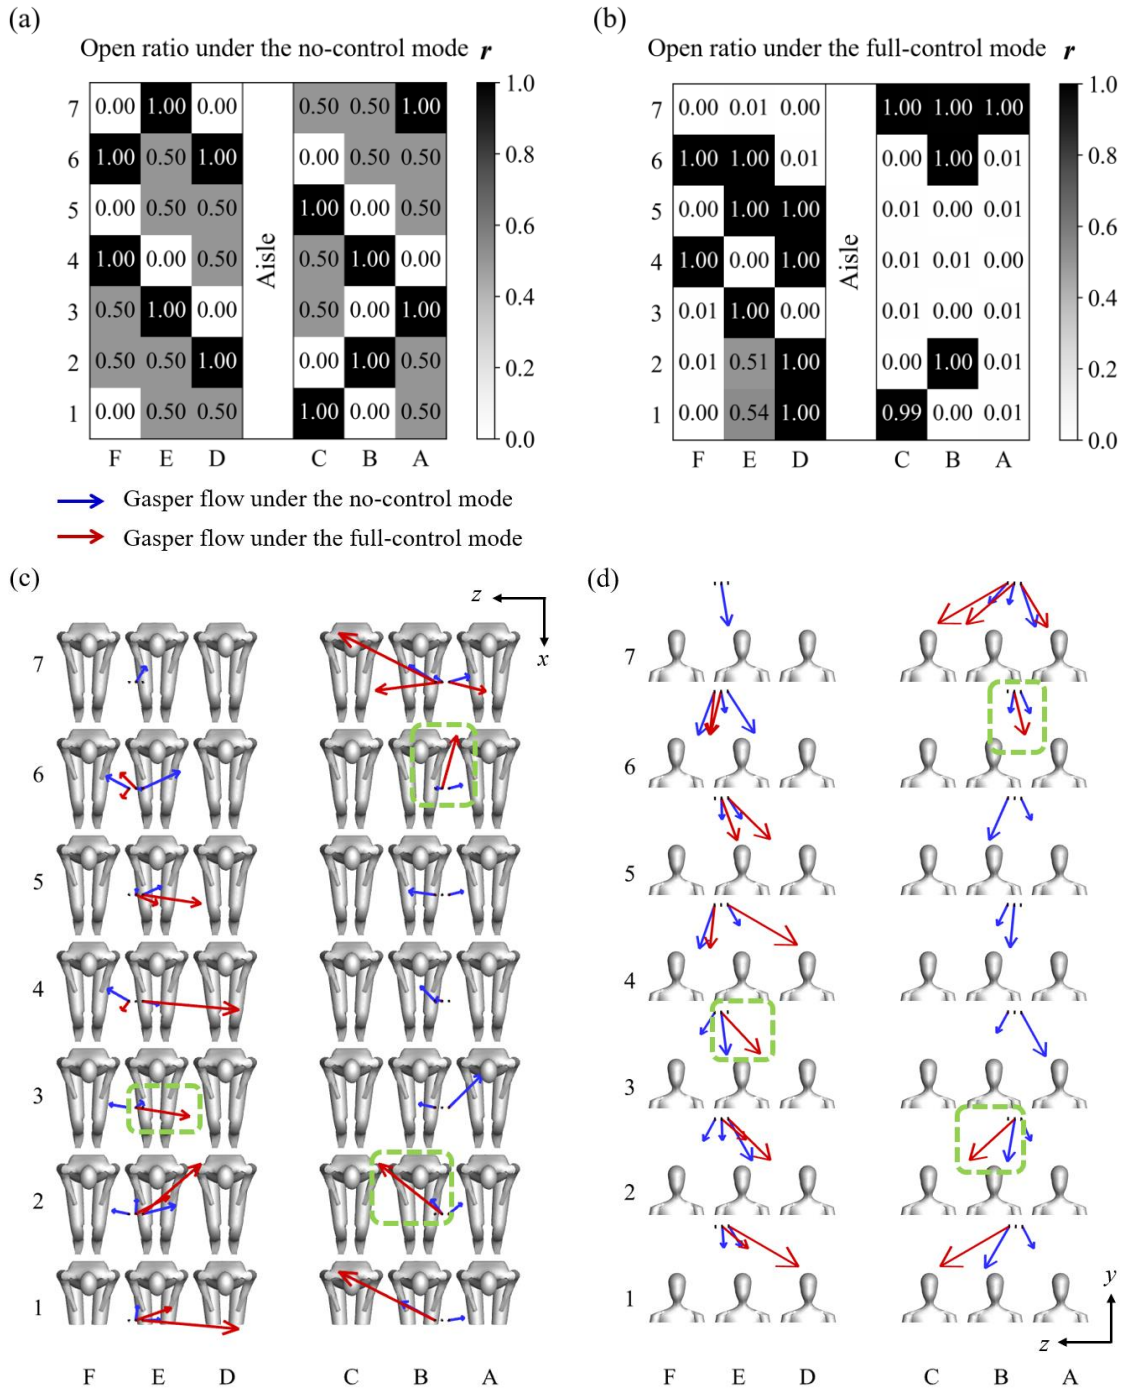 (a)
Open ratio under the no-control mode r
7 0.00 1.00 0.00 0.50 0.50 1.00
6 1.00 0.50 1.00 0.00 0.50 0.50
5 0.00 0.50 0.50 1.00 0.00 0.50
4 1.00 0.00 0.50 0.50 1.00 0.00
3 0.50 1.00 0.00 0.50 0.00 1.00
2 0.50 0.50 1.00 0.00 1.00 0.50
1 0.00 0.50 0.50 1.00 0.00 0.50
Aisle
F E D C B A
1.0
0.8
0.6
0.4
0.2
0.0
(b)
Open ratio under the full-control mode r
0.00 0.01 0.00 1.00 1.00 1.00
6 1.00 1.00 0.01 0.00 1.00 0.01
5 0.00 1.00 1.00 0.01 0.00 0.01
4 1.00 0.00 1.00 0.01 0.01 0.00
3 0.01 1.00 0.00 0.01 0.00 0.01
2 0.01 0.51 1.00 0.00 1.00 0.01
1 0.00 0.54 1.00 0.99 0.00 0.01
7
Aisle
F E D C B A
1.0
0.8
0.6
0.4
0.2
0.0
Gasper flow under the no-control mode
Gasper flow under the full-control mode
(c)
z
x
7
6
5
4
3
2
1
F E D C B A
(d)
7
6
5
4
3
2
1
y
z
F E D C B A